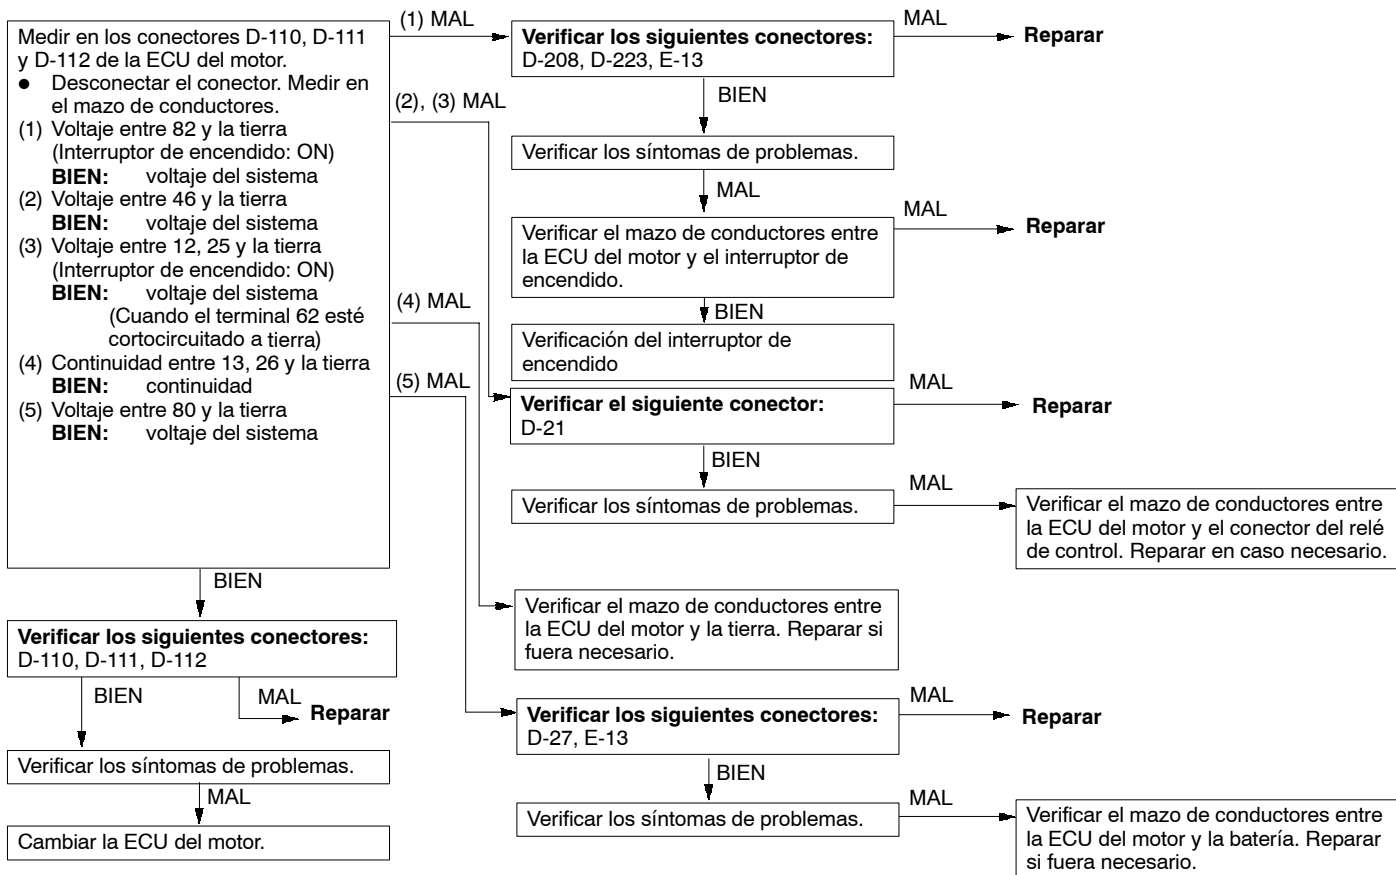 Medir en los conectores D-110, D-111
y D-112 de la ECU del motor.
● Desconectar el conector. Medir en
el mazo de conductores.
(1) Voltaje entre 82 y la tierra
(Interruptor de encendido: ON)
BIEN: voltaje del sistema
(2) Voltaje entre 46 y la tierra
BIEN: voltaje del sistema
(3) Voltaje entre 12, 25 y la tierra
(Interruptor de encendido: ON)
BIEN: voltaje del sistema
(Cuando el terminal 62 esté
cortocircuitado a tierra)
(4) Continuidad entre 13, 26 y la tierra
BIEN: continuidad
(5) Voltaje entre 80 y la tierra
BIEN: voltaje del sistema
BIEN
Verificar los siguientes conectores:
D-110, D-111, D-112
BIEN
MAL
Reparar
Verificar los síntomas de problemas.
MAL
Cambiar la ECU del motor.
(1) MAL
Verificar los siguientes conectores:
D-208, D-223, E-13
MAL
Reparar
BIEN
Verificar los síntomas de problemas.
MAL
Verificar el mazo de conductores entre
la ECU del motor y el interruptor de
encendido.
MAL
Reparar
BIEN
Verificación del interruptor de
encendido
(2), (3) MAL
Verificar el siguiente conector:
D-21
MAL
Reparar
BIEN
Verificar los síntomas de problemas.
MAL
Verificar el mazo de conductores entre
la ECU del motor y el conector del relé
de control. Reparar en caso necesario.
(4) MAL
Verificar el mazo de conductores entre
la ECU del motor y la tierra. Reparar si
fuera necesario.
(5) MAL
Verificar los siguientes conectores:
D-27, E-13
MAL
Reparar
BIEN
Verificar los síntomas de problemas.
MAL
Verificar el mazo de conductores entre
la ECU del motor y la batería. Reparar
si fuera necesario.